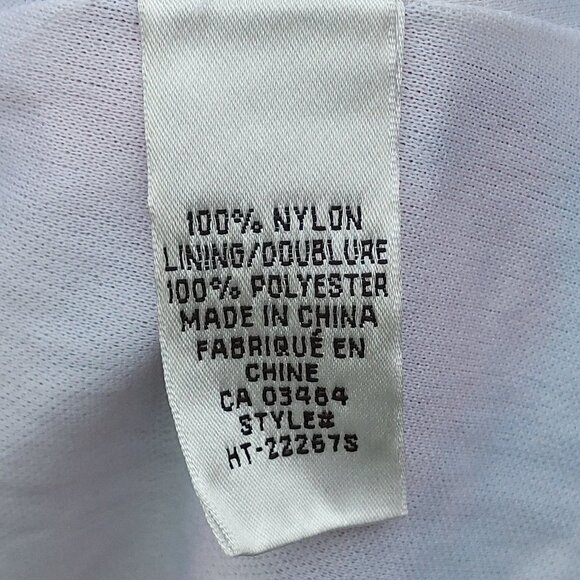 100% NYLON
LINING/DOUBLURE
100% POLYESTER
MADE IN CHINA
FABRIQUÉ EN
CHINE
CA 03464
STYLE#
HT-22267S